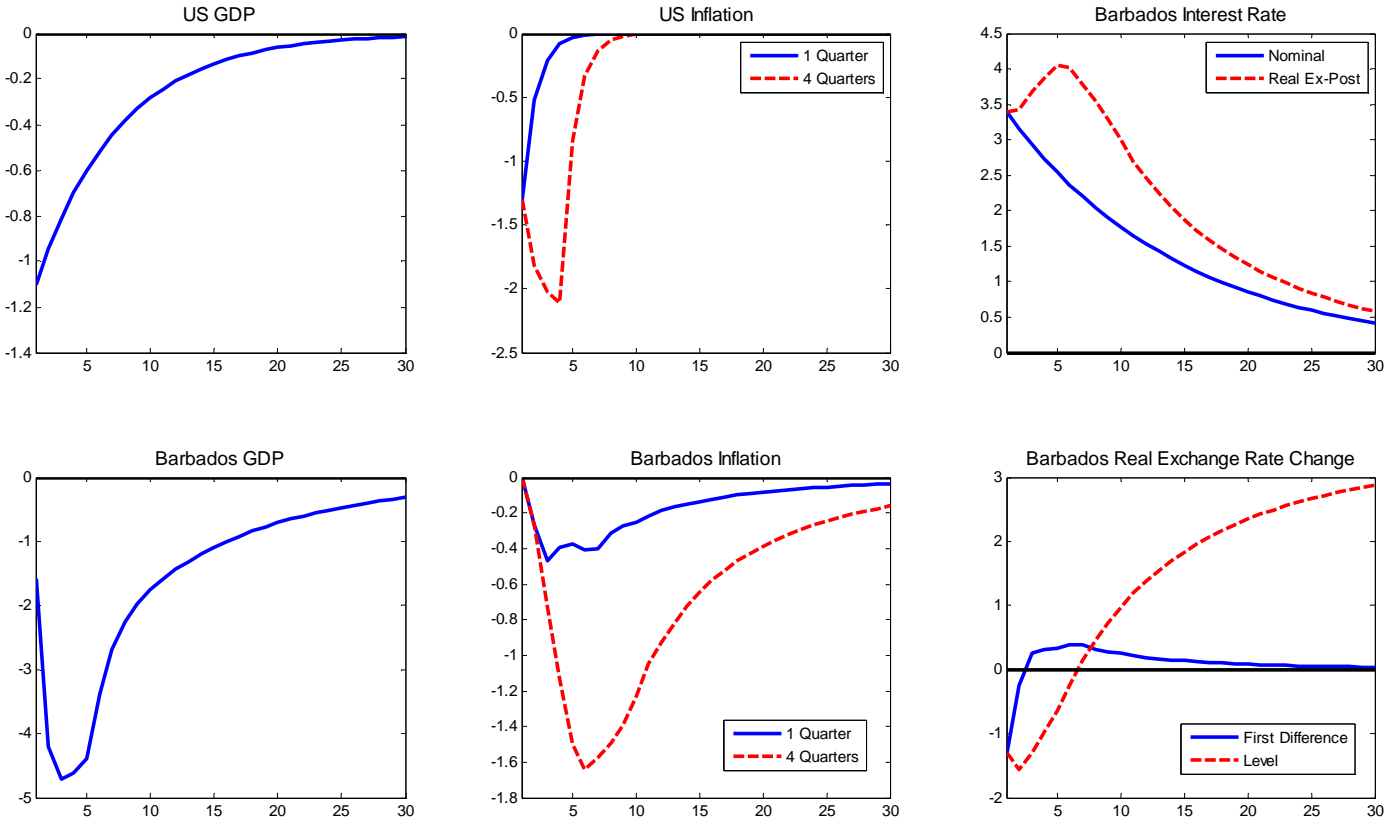 US GDP
0
-0.2
-0.4
-0.6
-0.8
-1
-1.2
-1.4
5 10 15 20 25 30
US Inflation
0
-0.5
-1
-1.5
-2
-2.5
5 10 15 20 25 30
1 Quarter
4 Quarters
Barbados Interest Rate
4.5
4
3.5
3
2.5
2
1.5
1
0.5
0
5 10 15 20 25 30
Nominal
Real Ex-Post
Barbados GDP
0
-1
-2
-3
-4
-5
5 10 15 20 25 30
Barbados Inflation
0
-0.2
-0.4
-0.6
-0.8
-1
-1.2
-1.4
-1.6
-1.8
5 10 15 20 25 30
1 Quarter
4 Quarters
Barbados Real Exchange Rate Change
3
2
1
0
-1
-2
5 10 15 20 25 30
First Difference
Level